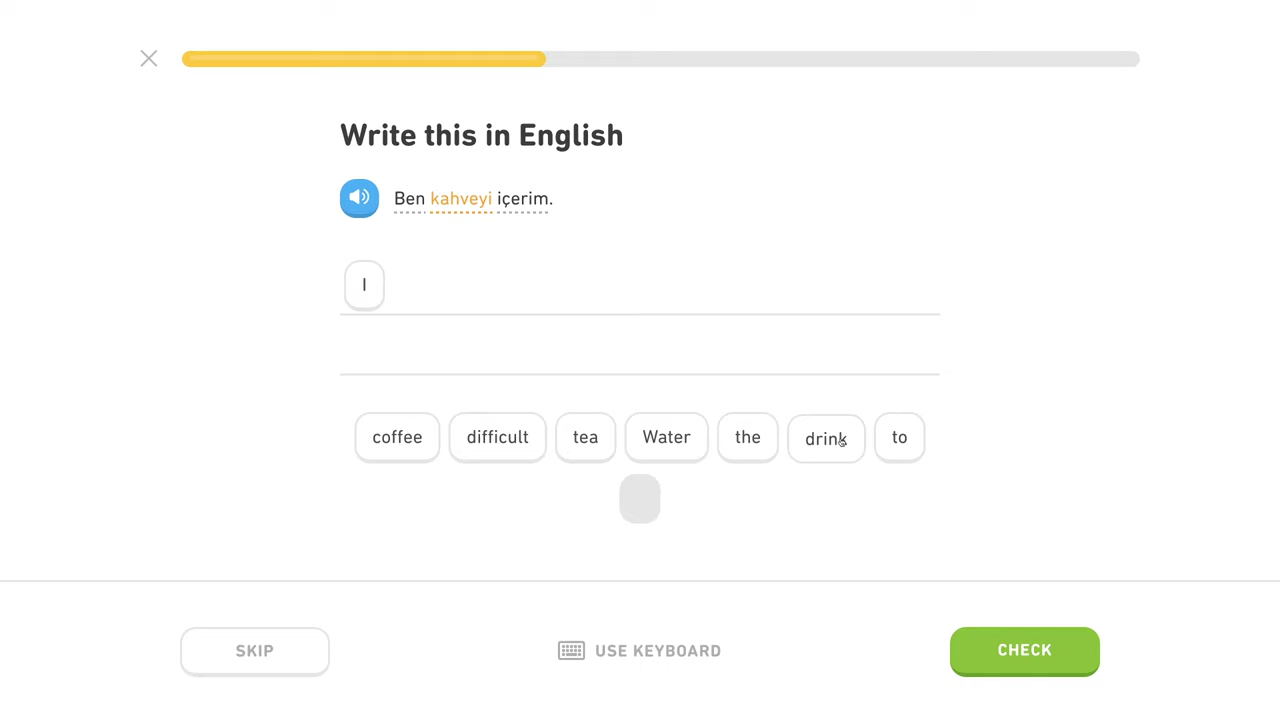 Write this in English
Ben kahveyi içerim.
I
coffee difficult tea Water the drink to
SKIP USE KEYBOARD CHECK